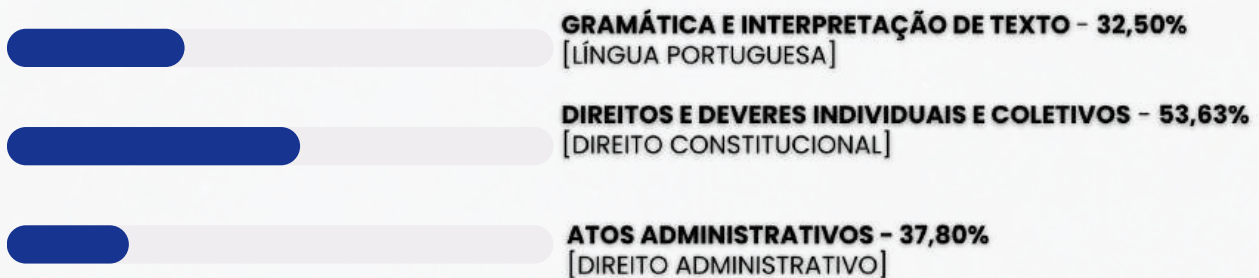 GRAMÁTICA E INTERPRETAÇÃO DE TEXTO - 32,50%
[LÍNGUA PORTUGUESA]
DIREITOS E DEVERES INDIVIDUAIS E COLETIVOS - 53,63%
[DIREITO CONSTITUCIONAL]
ATOS ADMINISTRATIVOS - 37,80%
[DIREITO ADMINISTRATIVO]